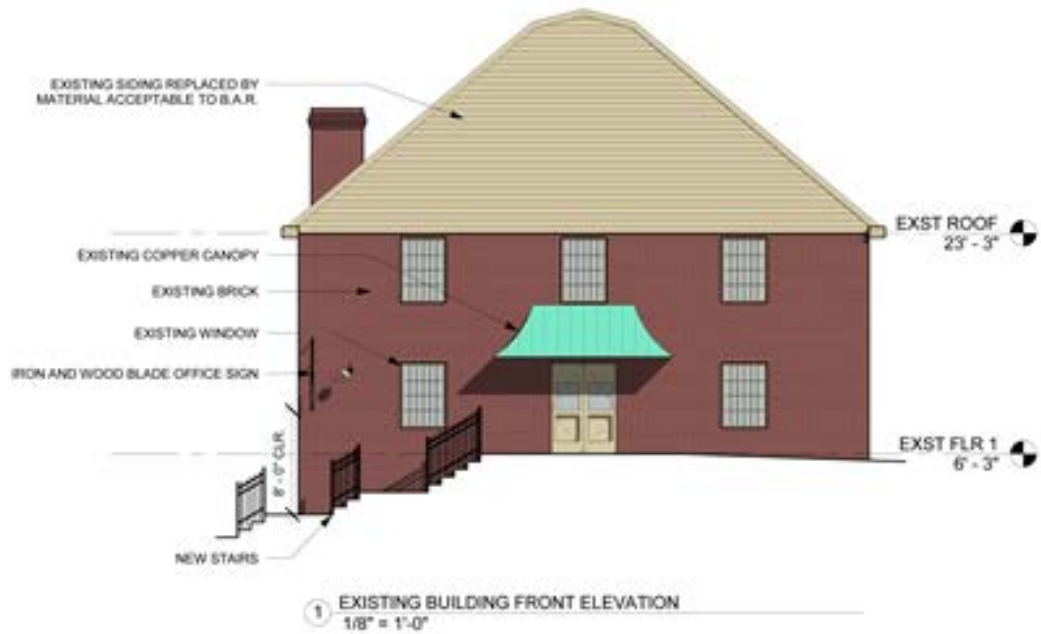 EXISTING SIDING REPLACED BY
MATERIAL ACCEPTABLE TO B.A.R.
EXST ROOF
23' - 3"
EXISTING COPPER CANOPY
EXISTING BRICK
EXISTING WINDOW
IRON AND WOOD BLADE OFFICE SIGN
8' - 0" CLR.
EXST FLR 1
6' - 3"
NEW STAIRS
1 EXISTING BUILDING FRONT ELEVATION
1/8" = 1'-0"